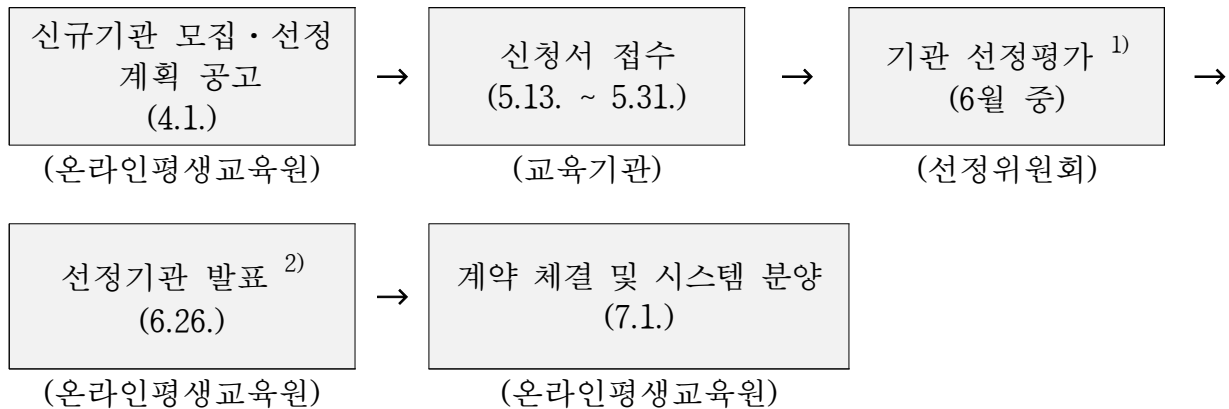 신규기관 모집·선정
계획 공고
(4.1.)
(온라인평생교육원)
→
신청서 접수
(5.13. ~ 5.31.)
(교육기관)
→
기관 선정평가 1)
(6월 중)
(선정위원회)
→
선정기관 발표 2)
(6.26.)
(온라인평생교육원)
→
계약 체결 및 시스템 분양
(7.1.)
(온라인평생교육원)